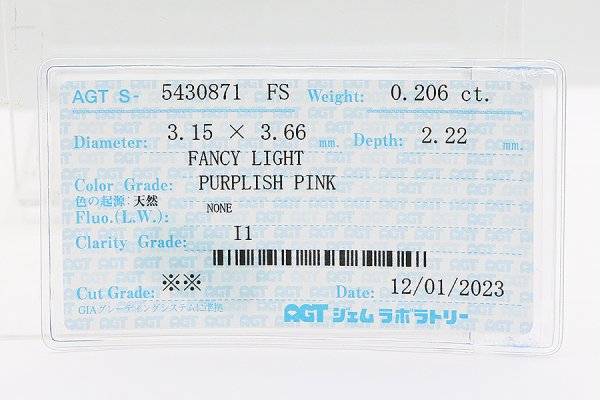 AGT S- 5430871 FS Weight: 0.206 ct.
Diameter: 3.15 × 3.66 mm. Depth: 2.22 mm.
FANCY LIGHT
Color Grade: PURPLISH PINK
色の起源:天然
Fluo.(L.W.): NONE
Clarity Grade: I1
Cut Grade: ※※ Date: 12/01/2023
GIAグレーディングシステムに準拠
AGT ジェム ラボラトリー